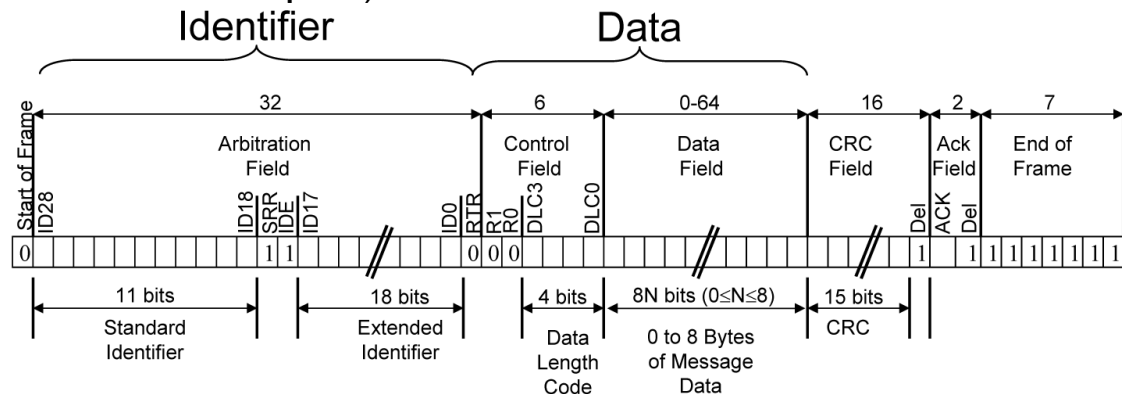 Identifier Data
32 6 0-64 16 2 7
Start of Frame
Arbitration
Field
Control
Field
Data
Field
CRC
Field
Ack
Field
End of
Frame
ID28
ID18
SRR
IDE
ID17
ID0
RTR
R1
R0
DLC3
DLC0
Del
ACK
Del
0 1 1 0 0 0 1 1 1 1 1 1 1 1 1
11 bits 18 bits 4 bits 8N bits (0≤N≤8) 15 bits
Standard
Identifier
Extended
Identifier
Data
Length
Code
0 to 8 Bytes
of Message
Data
CRC